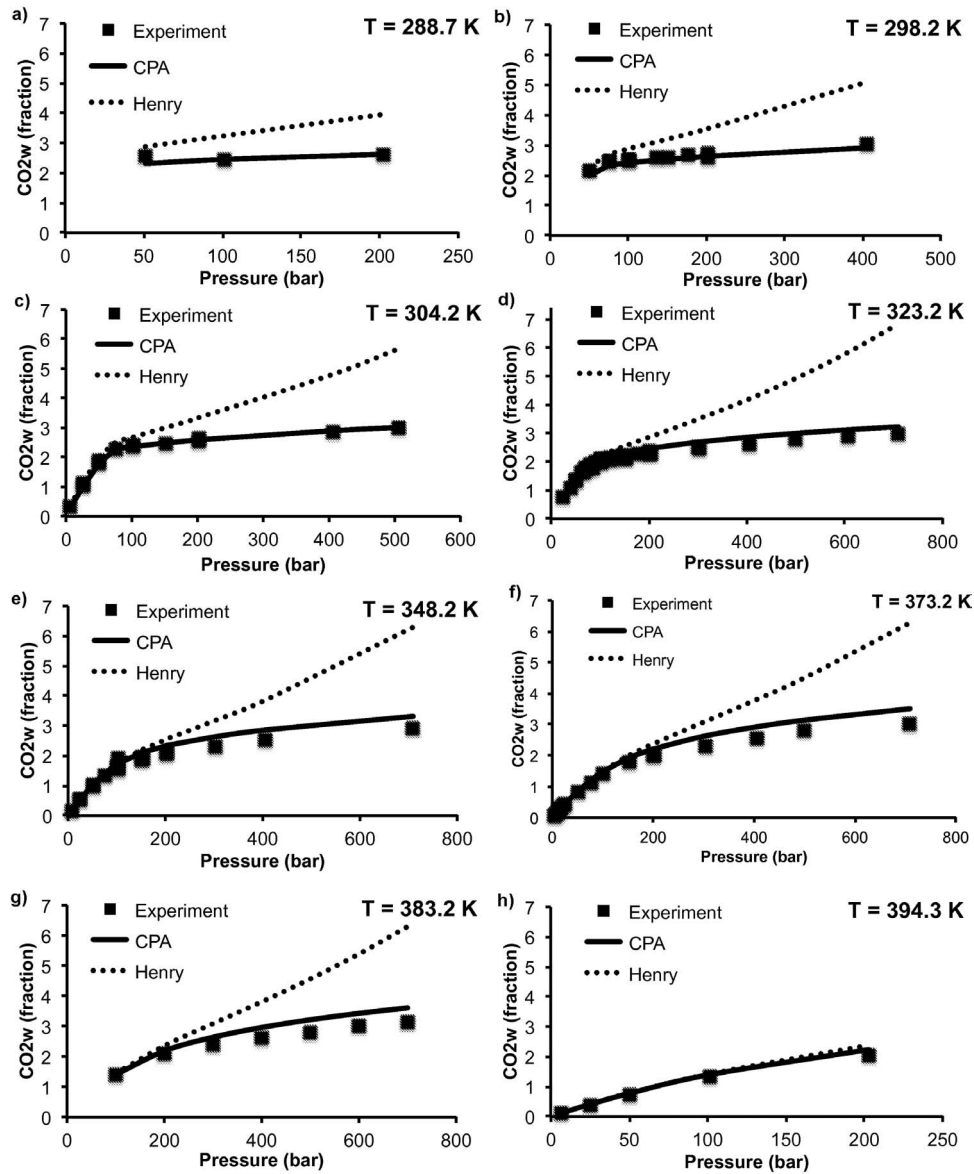 a)
T = 288.7 K
Experiment
CPA
Henry
CO2w (fraction)
7
6
5
4
3
2
1
0
0 50 100 150 200 250
Pressure (bar)
b)
T = 298.2 K
Experiment
CPA
Henry
CO2w (fraction)
7
6
5
4
3
2
1
0
0 100 200 300 400 500
Pressure (bar)
c)
T = 304.2 K
Experiment
CPA
Henry
CO2w (fraction)
7
6
5
4
3
2
1
0
0 100 200 300 400 500 600
Pressure (bar)
d)
T = 323.2 K
Experiment
CPA
Henry
CO2w (fraction)
7
6
5
4
3
2
1
0
0 200 400 600 800
Pressure (bar)
e)
T = 348.2 K
Experiment
CPA
Henry
CO2w (fraction)
7
6
5
4
3
2
1
0
0 200 400 600 800
Pressure (bar)
f)
T = 373.2 K
Experiment
CPA
Henry
CO2w (fraction)
7
6
5
4
3
2
1
0
0 200 400 600 800
Pressure (bar)
g)
T = 383.2 K
Experiment
CPA
Henry
CO2w (fraction)
7
6
5
4
3
2
1
0
0 200 400 600 800
Pressure (bar)
h)
T = 394.3 K
Experiment
CPA
Henry
CO2w (fraction)
7
6
5
4
3
2
1
0
0 50 100 150 200 250
Pressure (bar)